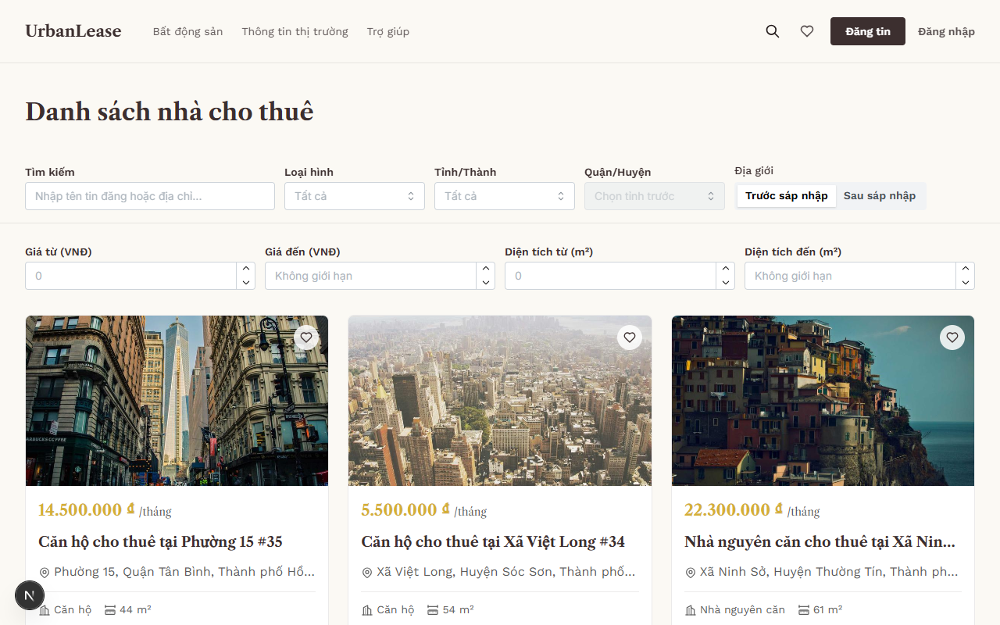 UrbanLease
Bất động sản
Thông tin thị trường
Trợ giúp
Đăng tin
Đăng nhập
Danh sách nhà cho thuê
Tìm kiếm
Loại hình
Tỉnh/Thành
Quận/Huyện
Địa giới
Nhập tên tin đăng hoặc địa chỉ...
Tất cả
Tất cả
Chọn tỉnh trước
Trước sáp nhập
Sau sáp nhập
Giá từ (VNĐ)
Giá đến (VNĐ)
Diện tích từ (m²)
Diện tích đến (m²)
0
Không giới hạn
0
Không giới hạn
14.500.000 ₫ /tháng
Căn hộ cho thuê tại Phường 15 #35
Phường 15, Quận Tân Bình, Thành phố Hồ...
Căn hộ
44 m²
5.500.000 ₫ /tháng
Căn hộ cho thuê tại Xã Việt Long #34
Xã Việt Long, Huyện Sóc Sơn, Thành phố...
Căn hộ
54 m²
22.300.000 ₫ /tháng
Nhà nguyên căn cho thuê tại Xã Nin...
Xã Ninh Sở, Huyện Thường Tín, Thành ph...
Nhà nguyên căn
61 m²
N